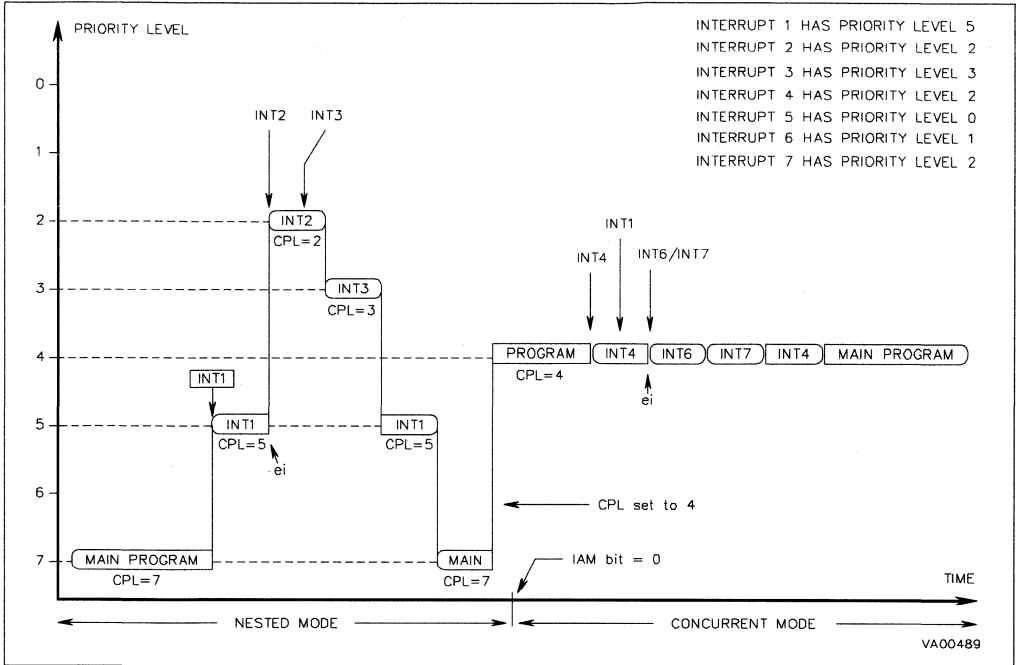 PRIORITY LEVEL
INTERRUPT 1 HAS PRIORITY LEVEL 5
INTERRUPT 2 HAS PRIORITY LEVEL 2
INTERRUPT 3 HAS PRIORITY LEVEL 3
INTERRUPT 4 HAS PRIORITY LEVEL 2
INTERRUPT 5 HAS PRIORITY LEVEL 0
INTERRUPT 6 HAS PRIORITY LEVEL 1
INTERRUPT 7 HAS PRIORITY LEVEL 2
0
INT2 INT3
1
2 INT2
CPL=2
INT1
INT4 INT6/INT7
3 INT3
CPL=3
4 PROGRAM INT4 INT6 INT7 INT4 MAIN PROGRAM
CPL=4
INT1
ei
5 INT1 INT1
CPL=5 CPL=5
ei
6
CPL set to 4
7 MAIN PROGRAM MAIN
CPL=7 CPL=7
IAM bit = 0
TIME
NESTED MODE CONCURRENT MODE
VA00489